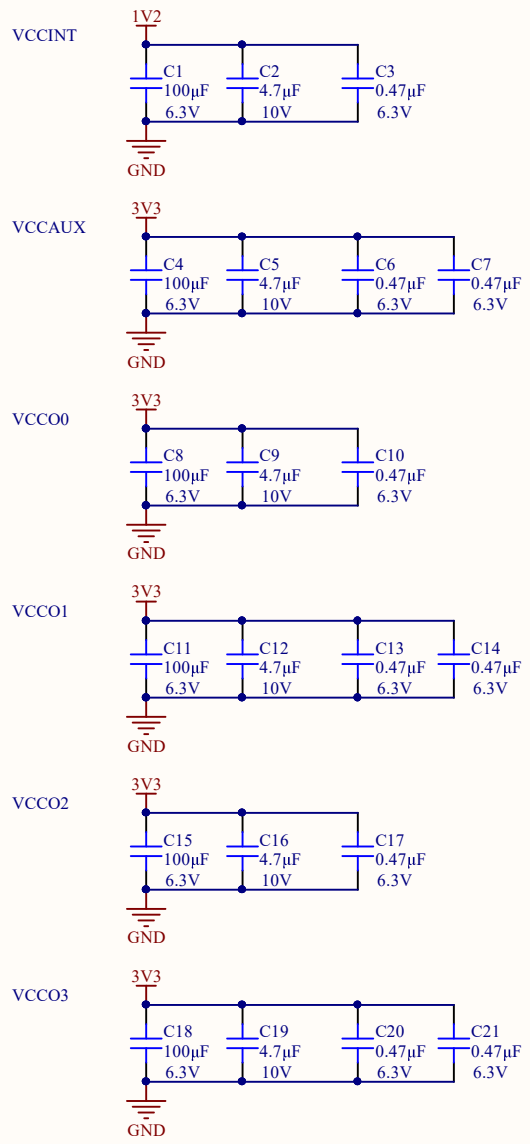 1V2
VCCINT
C1 C2 C3
100µF 4.7µF 0.47µF
6.3V 10V 6.3V
GND
3V3
VCCAUX
C4 C5 C6 C7
100µF 4.7µF 0.47µF 0.47µF
6.3V 10V 6.3V 6.3V
GND
3V3
VCCO0
C8 C9 C10
100µF 4.7µF 0.47µF
6.3V 10V 6.3V
GND
3V3
VCCO1
C11 C12 C13 C14
100µF 4.7µF 0.47µF 0.47µF
6.3V 10V 6.3V 6.3V
GND
3V3
VCCO2
C15 C16 C17
100µF 4.7µF 0.47µF
6.3V 10V 6.3V
GND
3V3
VCCO3
C18 C19 C20 C21
100µF 4.7µF 0.47µF 0.47µF
6.3V 10V 6.3V 6.3V
GND